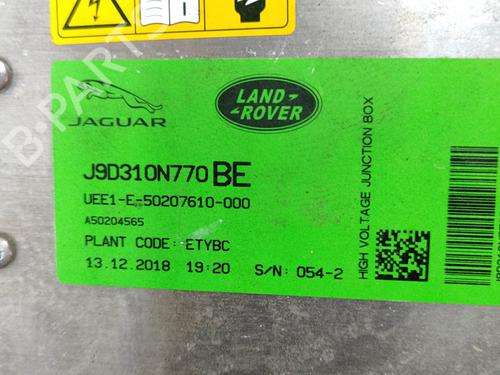 JAGUAR
LAND
ROVER
J9D310N770 BE
UEE1-E-50207610-000
A50204565
PLANT CODE: ETYBC
13.12.2018 19:20 S/N: 054-2
HIGH VOLTAGE JUNCTION BOX
B-PARTS